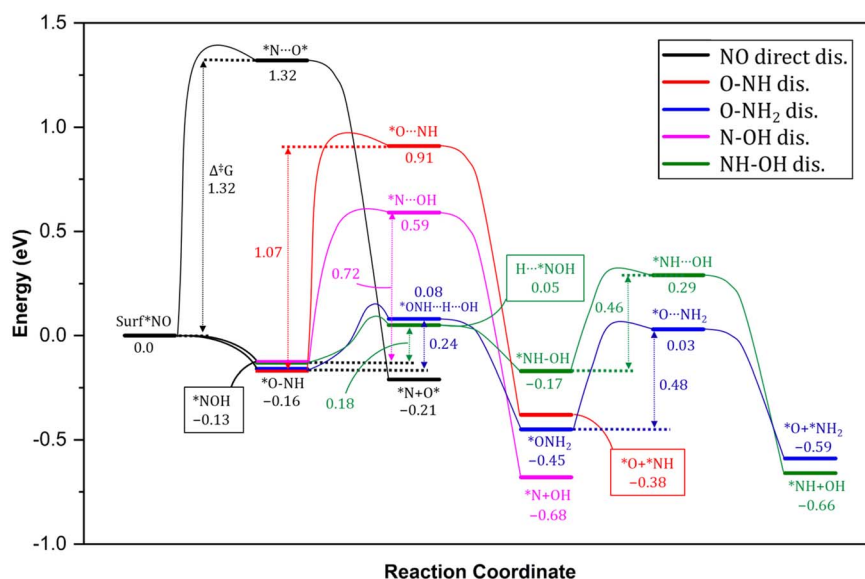 1.5
1.0
0.5
0.0
−0.5
-1.0
Energy (eV)
Reaction Coordinate
NO direct dis.
O-NH dis.
O-NH₂ dis.
N-OH dis.
NH-OH dis.
*N···O*
1.32
Δ‡G
1.32
*O···NH
0.91
1.07
*N···OH
0.59
0.72
H···*NOH
0.05
0.08
*ONH···H···OH
0.24
0.18
Surf*NO
0.0
*NOH
−0.13
*O-NH
−0.16
*N+O*
−0.21
*NH-OH
−0.17
*NH···OH
0.29
0.46
*O···NH₂
0.03
0.48
*O+*NH
−0.38
*ONH₂
−0.45
*N+OH
−0.68
*O+*NH₂
−0.59
*NH+OH
−0.66